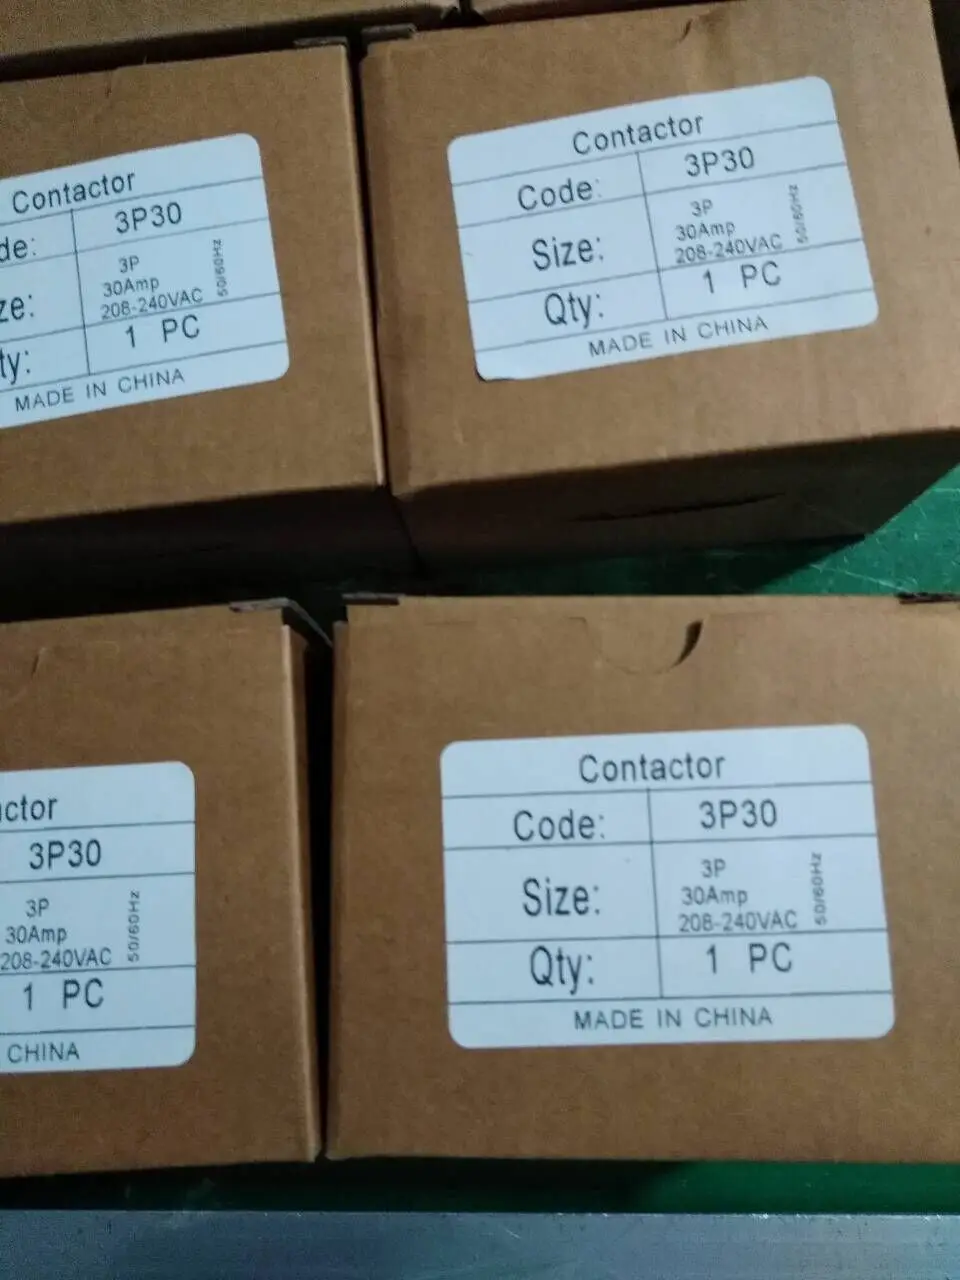 Contactor
de: 3P30
ze: 3P
30Amp
208-240VAC
50/60Hz
ty: 1 PC
MADE IN CHINA
Contactor
Code: 3P30
Size: 3P
30Amp
208-240VAC
50/60Hz
Qty: 1 PC
MADE IN CHINA
ctor
3P30
3P
30Amp
208-240VAC
50/60Hz
1 PC
CHINA
Contactor
Code: 3P30
Size: 3P
30Amp
208-240VAC
50/60Hz
Qty: 1 PC
MADE IN CHINA